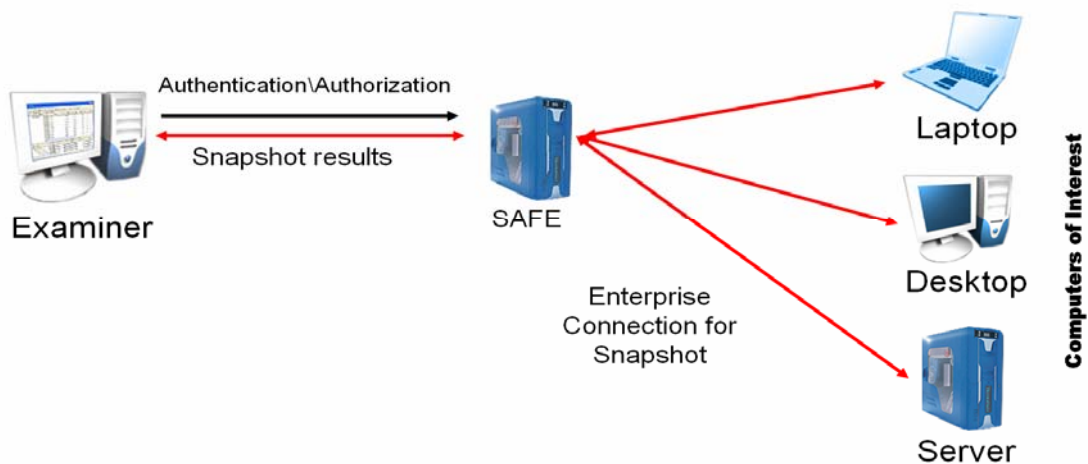 Authentication\Authorization
Snapshot results
Examiner
SAFE
Enterprise
Connection for
Snapshot
Laptop
Desktop
Server
Computers of Interest